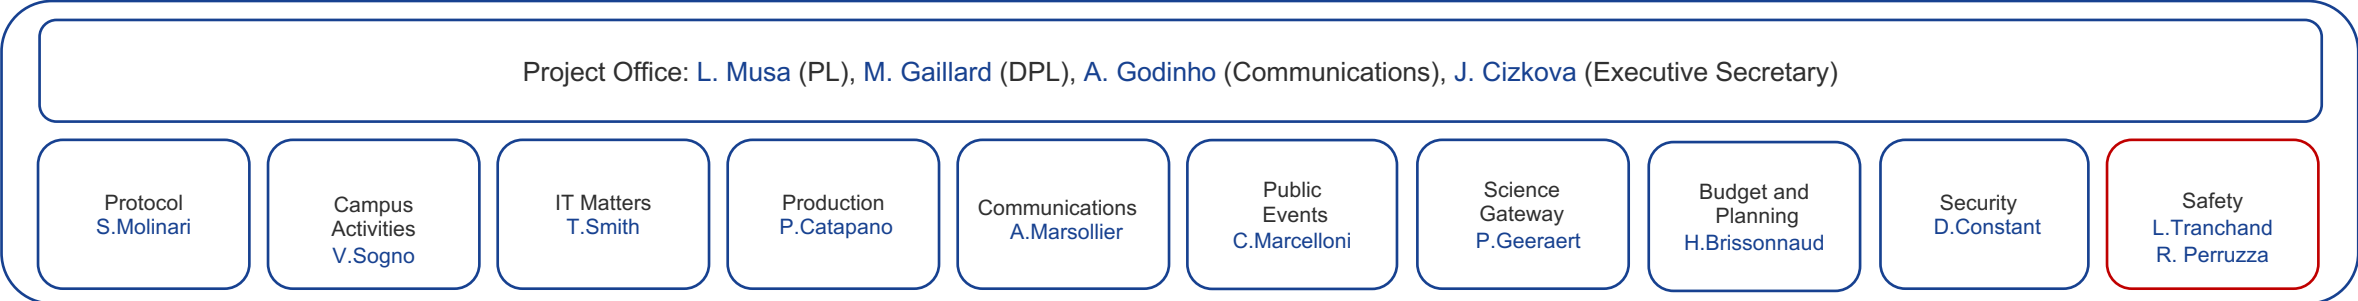 Project Office: L. Musa (PL), M. Gaillard (DPL), A. Godinho (Communications), J. Cizkova (Executive Secretary)
Protocol
S.Molinari
Campus
Activities
V.Sogno
IT Matters
T.Smith
Production
P.Catapano
Communications
A.Marsollier
Public
Events
C.Marcelloni
Science
Gateway
P.Geeraert
Budget and
Planning
H.Brissonnaud
Security
D.Constant
Safety
L.Tranchand
R. Perruzza